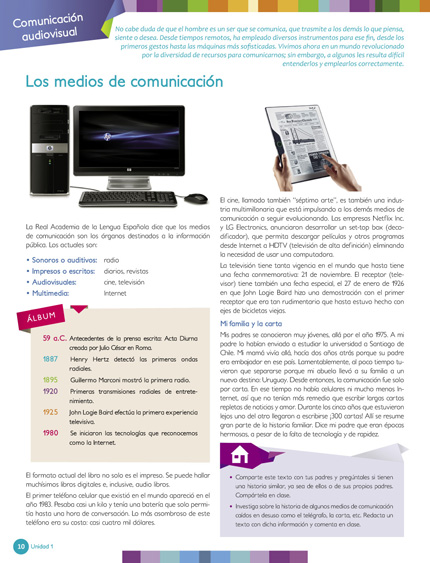 Comunicación
audiovisual
No cabe duda de que el hombre es un ser que se comunica, que trasmite a los demás lo que piensa,
siente o desea. Desde tiempos remotos, ha empleado diversos instrumentos para ese fin, desde los
primeros gestos hasta las máquinas más sofisticadas. Vivimos ahora en un mundo revolucionado
por la diversidad de recursos para comunicarnos; sin embargo, a algunos les resulta difícil
entenderlos y emplearlos correctamente.
Los medios de comunicación
La Real Academia de la Lengua Española dice que los medios
de comunicación son los órganos destinados a la información
pública. Los actuales son:
• Sonoros o auditivos: radio
• Impresos o escritos: diarios, revistas
• Audiovisuales: cine, televisión
• Multimedia: Internet
ÁLBUM
59 a.C. Antecedentes de la prensa escrita: Acta Diurna
creada por Julio César en Roma.
1887 Henry Hertz detectó las primeras ondas
radiales.
1895 Guillermo Marconi mostró la primera radio.
1920 Primeras transmisiones radiales de entrete-
nimiento.
1925 John Logie Baird efectúa la primera experiencia
televisiva.
1980 Se iniciaron las tecnologías que reconocemos
como la Internet.
El formato actual del libro no solo es el impreso. Se puede hallar
muchísimos libros digitales e, inclusive, audio libros.
El primer teléfono celular que existió en el mundo apareció en el
año 1983. Pesaba casi un kilo y tenía una batería que solo permi-
tía hasta una hora de conversación. Lo más asombroso de este
teléfono era su costo: casi cuatro mil dólares.
El cine, llamado también “séptimo arte”, es también una indus-
tria multimillonaria que está impulsando a los demás medios de
comunicación a seguir evolucionando. Las empresas Netflix Inc.
y LG Electronics, anunciaron desarrollar un set-top box (deco-
dificador), que permita descargar películas y otros programas
desde Internet a HDTV (televisión de alta definición) eliminando
la necesidad de usar una computadora.
La televisión tiene tanta vigencia en el mundo que hasta tiene
una fecha conmemorativa: 21 de noviembre. El receptor (tele-
visor) tiene también una fecha especial, el 27 de enero de 1926
en que John Logie Baird hizo una demostración con el primer
receptor que era tan rudimentario que hasta estuvo hecho con
ejes de bicicletas viejos.
Mi familia y la carta
Mis padres se conocieron muy jóvenes, allá por el año 1975. A mi
padre lo habían enviado a estudiar la universidad a Santiago de
Chile. Mi mamá vivía allá, hacía dos años atrás porque su padre
era embajador en ese país. Lamentablemente, al poco tiempo tu-
vieron que separarse porque mi abuelo llevó a su familia a un
nuevo destino: Uruguay. Desde entonces, la comunicación fue solo
por carta. En ese tiempo no había celulares ni mucho menos In-
ternet, así que no tenían más remedio que escribir largas cartas
repletas de noticias y amor. Durante los cinco años que estuvieron
lejos uno del otro llegaron a escribirse ¡300 cartas! Allí se resume
gran parte de la historia familiar. Dice mi padre que eran épocas
hermosas, a pesar de la falta de tecnología y de rapidez.
• Comparte este texto con tus padres y pregúntales si tienen
una historia similar, ya sea de ellos o de sus propios padres.
Compártela en clase.
• Investiga sobre la historia de algunos medios de comunicación
caídos en desuso como el telégrafo, la carta, etc. Redacta un
texto con dicha información y comenta en clase.
10 Unidad 1